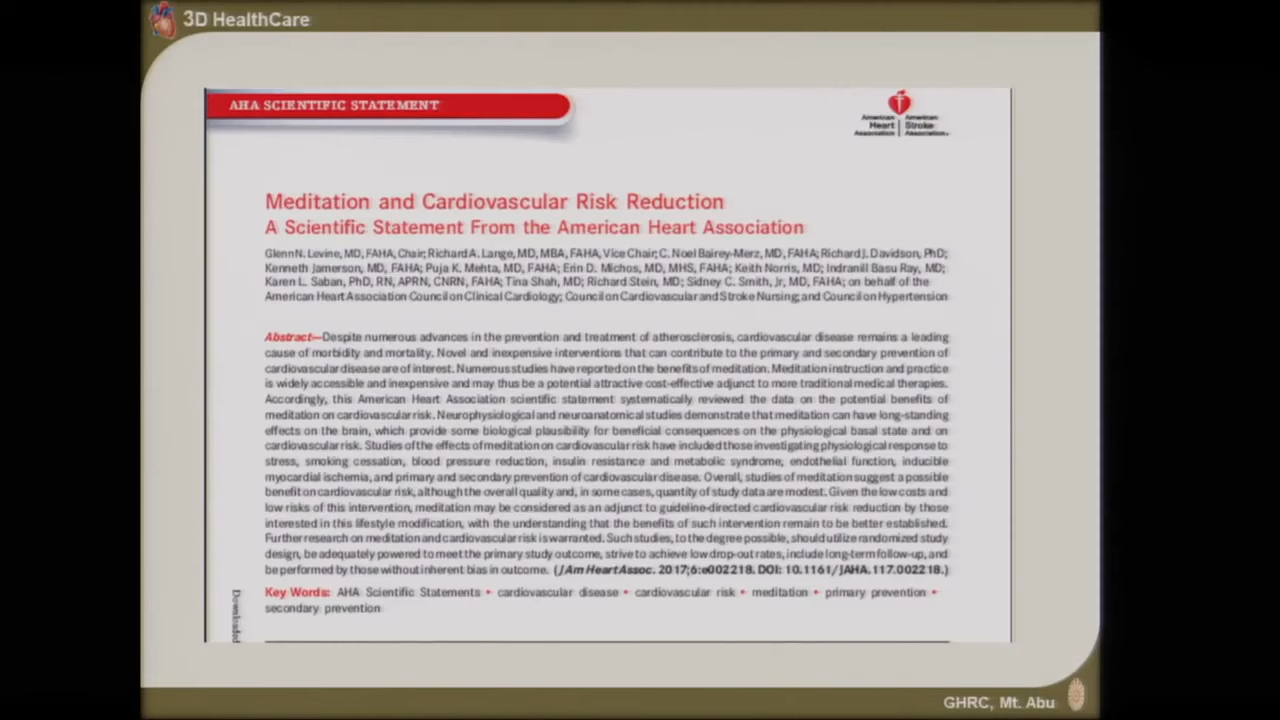 3D HealthCare
AHA SCIENTIFIC STATEMENT
American Heart Association
American Stroke Association
Meditation and Cardiovascular Risk Reduction
A Scientific Statement From the American Heart Association
Glenn N. Levine, MD, FAHA, Chair; Richard A. Lange, MD, MBA, FAHA, Vice Chair; C. Noel Bairey-Merz, MD, FAHA; Richard J. Davidson, PhD;
Kenneth Jamerson, MD, FAHA; Puja K. Mehta, MD, FAHA; Erin D. Michos, MD, MHS, FAHA; Keith Norris, MD; Indranill Basu Ray, MD;
Karen L. Saban, PhD, RN, APRN, CNRN, FAHA; Tina Shah, MD; Richard Stein, MD; Sidney C. Smith, Jr, MD, FAHA; on behalf of the
American Heart Association Council on Clinical Cardiology; Council on Cardiovascular and Stroke Nursing; and Council on Hypertension
Abstract—Despite numerous advances in the prevention and treatment of atherosclerosis, cardiovascular disease remains a leading
cause of morbidity and mortality. Novel and inexpensive interventions that can contribute to the primary and secondary prevention of
cardiovascular disease are of interest. Numerous studies have reported on the benefits of meditation. Meditation instruction and practice
is widely accessible and inexpensive and may thus be a potential attractive cost-effective adjunct to more traditional medical therapies.
Accordingly, this American Heart Association scientific statement systematically reviewed the data on the potential benefits of
meditation on cardiovascular risk. Neurophysiological and neuroanatomical studies demonstrate that meditation can have long-standing
effects on the brain, which provide some biological plausibility for beneficial consequences on the physiological basal state and on
cardiovascular risk. Studies of the effects of meditation on cardiovascular risk have included those investigating physiological response to
stress, smoking cessation, blood pressure reduction, insulin resistance and metabolic syndrome, endothelial function, inducible
myocardial ischemia, and primary and secondary prevention of cardiovascular disease. Overall, studies of meditation suggest a possible
benefit on cardiovascular risk, although the overall quality and, in some cases, quantity of study data are modest. Given the low costs and
low risks of this intervention, meditation may be considered as an adjunct to guideline-directed cardiovascular risk reduction by those
interested in this lifestyle modification, with the understanding that the benefits of such intervention remain to be better established.
Further research on meditation and cardiovascular risk is warranted. Such studies, to the degree possible, should utilize randomized study
design, be adequately powered to meet the primary study outcome, strive to achieve low drop-out rates, include long-term follow-up, and
be performed by those without inherent bias in outcome. (J Am Heart Assoc. 2017;6:e002218. DOI: 10.1161/JAHA.117.002218.)
Key Words: AHA Scientific Statements • cardiovascular disease • cardiovascular risk • meditation • primary prevention •
secondary prevention
Downloaded
GHRC, Mt. Abu